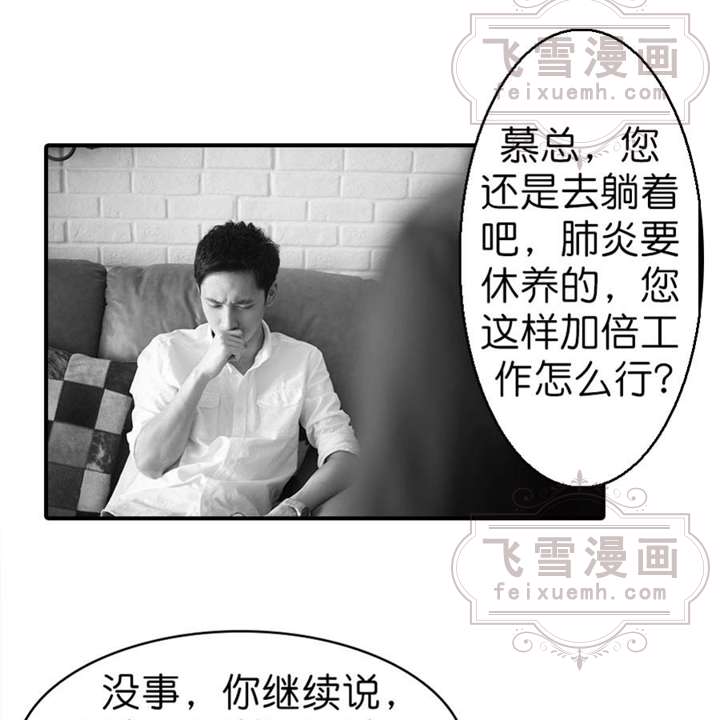 飞雪漫画
feixuemh.com
慕总，您
还是去躺着
吧，肺炎要
休养的，您
这样加倍工
作怎么行？
飞雪漫画
feixuemh.com
没事，你继续说，